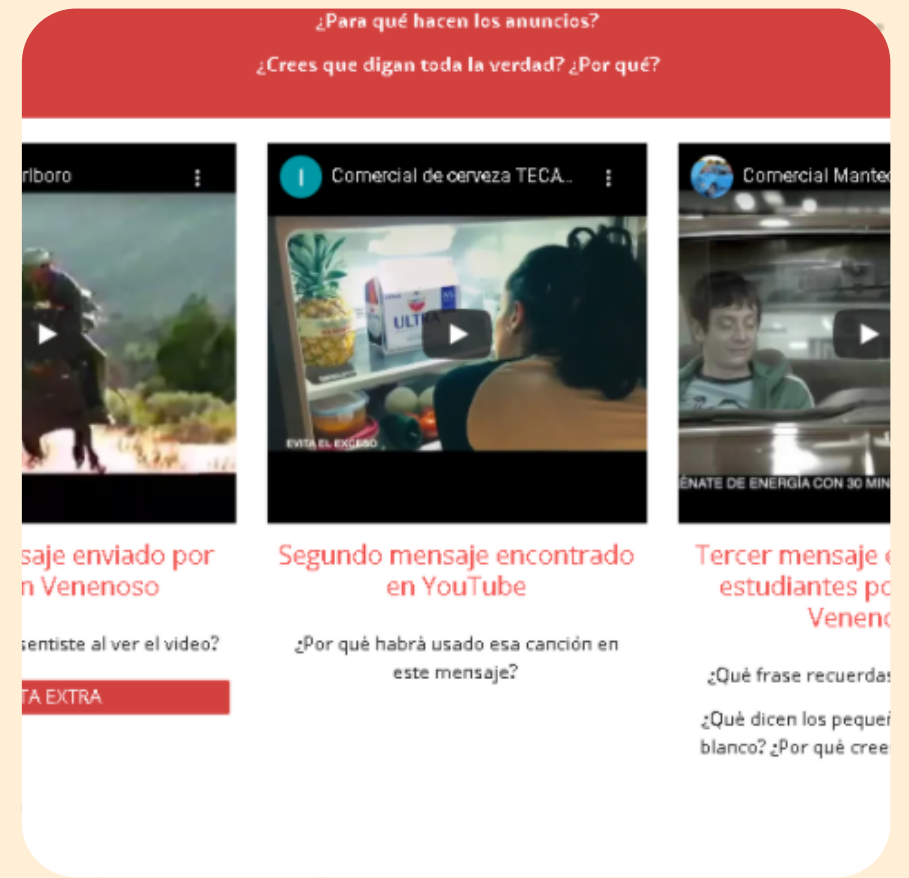 ¿Para qué hacen los anuncios?
¿Crees que digan toda la verdad? ¿Por qué?
rlboro
I
Comercial de cerveza TECA...
Comercial Mantec
ULTRA
EVITA EL EXCESO
ÉNATE DE ENERGÍA CON 30 MIN
saje enviado por
n Venenoso
sentiste al ver el video?
TA EXTRA
Segundo mensaje encontrado
en YouTube
¿Por qué habrá usado esa canción en
este mensaje?
Tercer mensaje e
estudiantes po
Veneno
¿Qué frase recuerdas
¿Qué dicen los pequeñ
blanco? ¿Por qué crees